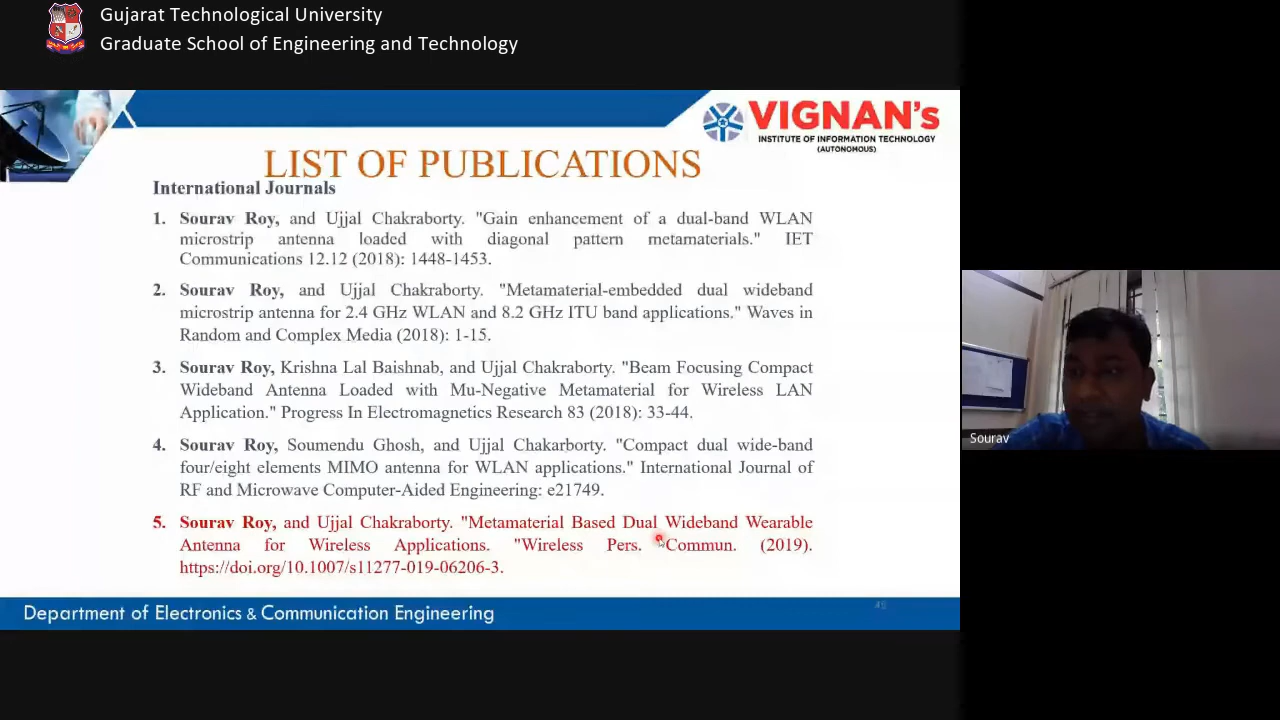 Gujarat Technological University
Graduate School of Engineering and Technology
VIGNAN's
INSTITUTE OF INFORMATION TECHNOLOGY
(AUTONOMOUS)
LIST OF PUBLICATIONS
International Journals
1. Sourav Roy, and Ujjal Chakraborty. "Gain enhancement of a dual-band WLAN
microstrip antenna loaded with diagonal pattern metamaterials." IET
Communications 12.12 (2018): 1448-1453.
2. Sourav Roy, and Ujjal Chakraborty. "Metamaterial-embedded dual wideband
microstrip antenna for 2.4 GHz WLAN and 8.2 GHz ITU band applications." Waves in
Random and Complex Media (2018): 1-15.
3. Sourav Roy, Krishna Lal Baishnab, and Ujjal Chakraborty. "Beam Focusing Compact
Wideband Antenna Loaded with Mu-Negative Metamaterial for Wireless LAN
Application." Progress In Electromagnetics Research 83 (2018): 33-44.
4. Sourav Roy, Soumendu Ghosh, and Ujjal Chakarborty. "Compact dual wide-band
four/eight elements MIMO antenna for WLAN applications." International Journal of
RF and Microwave Computer-Aided Engineering: e21749.
5. Sourav Roy, and Ujjal Chakraborty. "Metamaterial Based Dual Wideband Wearable
Antenna for Wireless Applications. "Wireless Pers. Commun. (2019).
https://doi.org/10.1007/s11277-019-06206-3.
Sourav
Department of Electronics & Communication Engineering